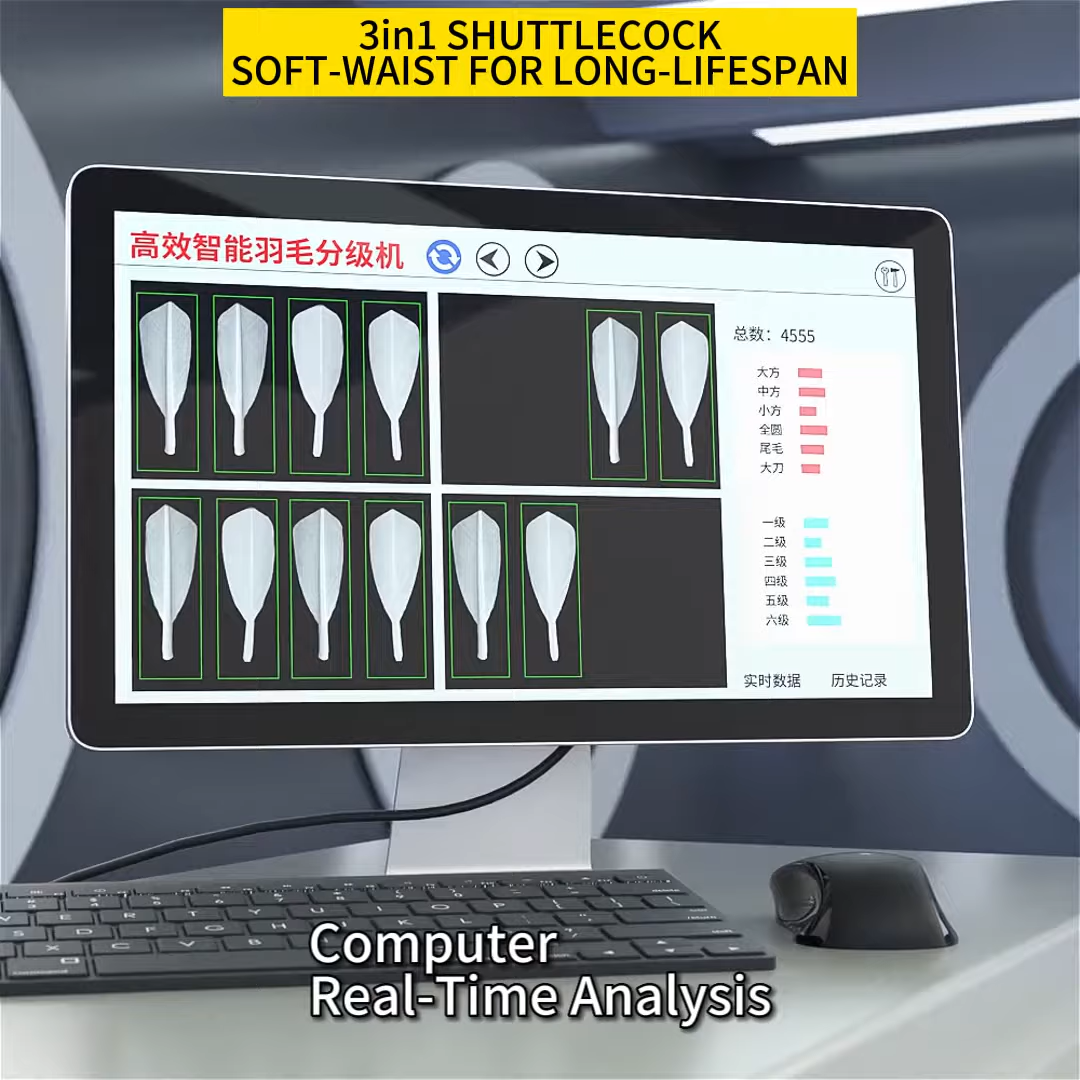 3in1 SHUTTLECOCK
SOFT-WAIST FOR LONG-LIFESPAN
高效智能羽毛分级机
总数：4555
大方
中方
小方
全圆
尾毛
大刀
一级
二级
三级
四级
五级
六级
实时数据 历史记录
Computer
Real-Time Analysis